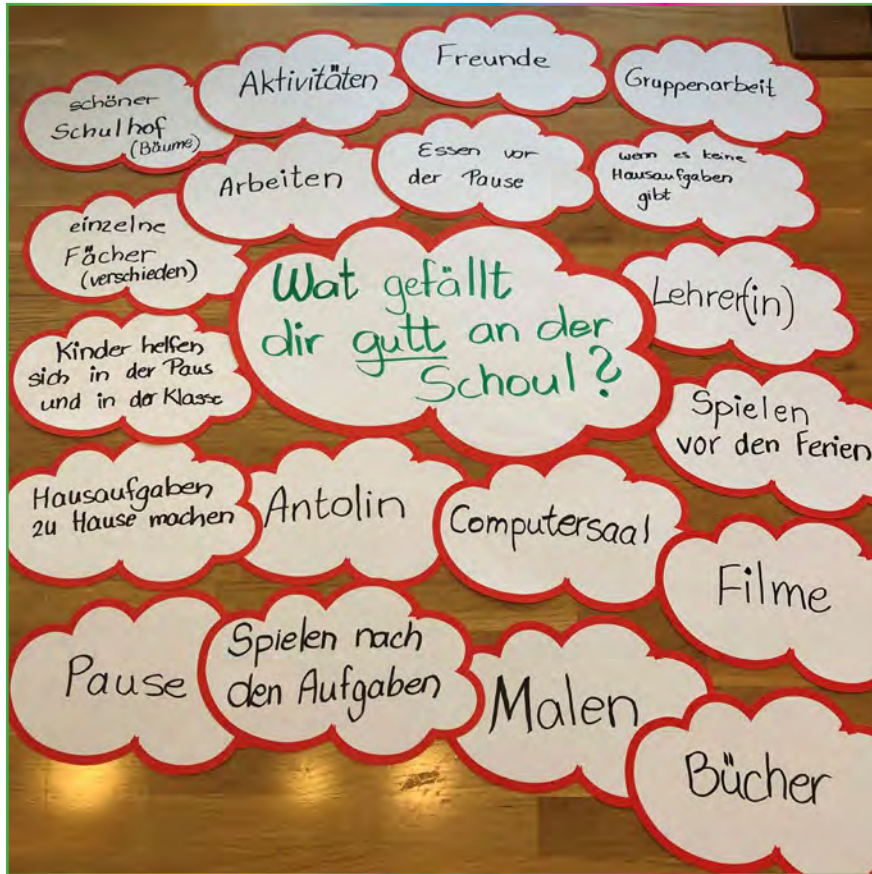 schöner
Schulhof
(Bäume)
Aktivitäten
Freunde
Gruppenarbeit
Arbeiten
Essen vor
der Pause
wenn es keine
Hausaufgaben
gibt
einzelne
Fächer
(verschieden)
Wat gefällt
dir gutt an der
Schoul?
Lehrer(in)
Kinder helfen
sich in der Paus
und in der Klasse
Spielen
vor den Ferien
Hausaufgaben
zu Hause machen
Antolin
Computersaal
Filme
Pause
Spielen nach
den Aufgaben
Malen
Bücher